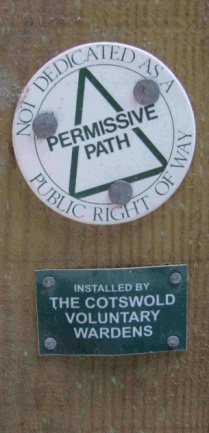 NOT DEDICATED AS A
PERMISSIVE
PATH
PUBLIC RIGHT OF WAY
INSTALLED BY
THE COTSWOLD
VOLUNTARY
WARDENS